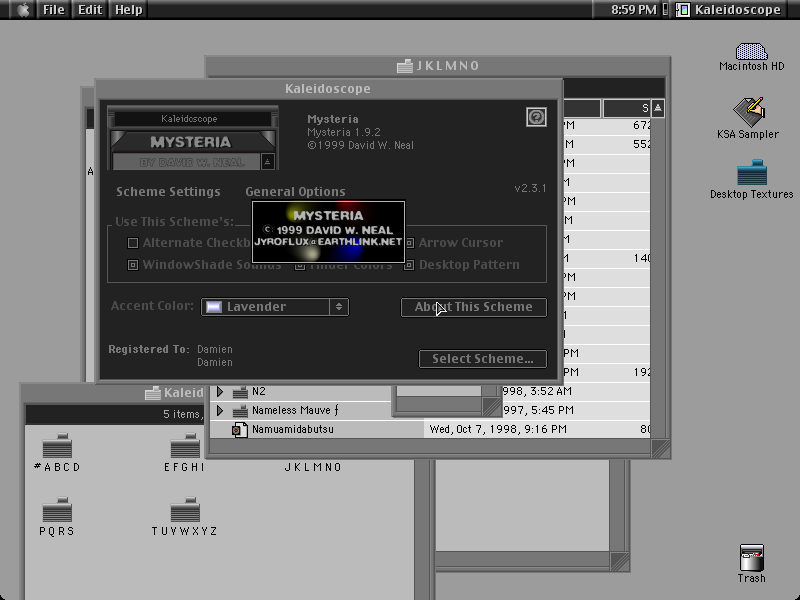 File Edit Help
8:59 PM Kaleidoscope
JKLMNO
Kaleidoscope
Macintosh HD
KSA Sampler
Desktop Textures
Trash
Kaleidoscope
MYSTERIA
BY DAVID W. NEAL
Mysteria
Mysteria 1.9.2
©1999 David W. Neal
v2.3.1
Scheme Settings General Options
MYSTERIA
© 1999 DAVID W. NEAL
JYROFLUX@EARTHLINK.NET
Use This Scheme's:
Alternate Checkb
Arrow Cursor
WindowShade Sounds
Finder Colors
Desktop Pattern
Accent Color: Lavender
About This Scheme
Registered To: Damien
Damien
Select Scheme...
S
PM 672
PM 552
PM
M
PM
M
M
140
PM
PM
M
PM
PM 192
N2 998, 3:52 AM
Nameless Mauve ƒ 997, 5:45 PM
Namuamidabutsu Wed, Oct 7, 1998, 9:16 PM 80
A
Kaleid
5 items,
#ABCD
EFGHI
JKLMNO
PQRS
TUYWXYZ